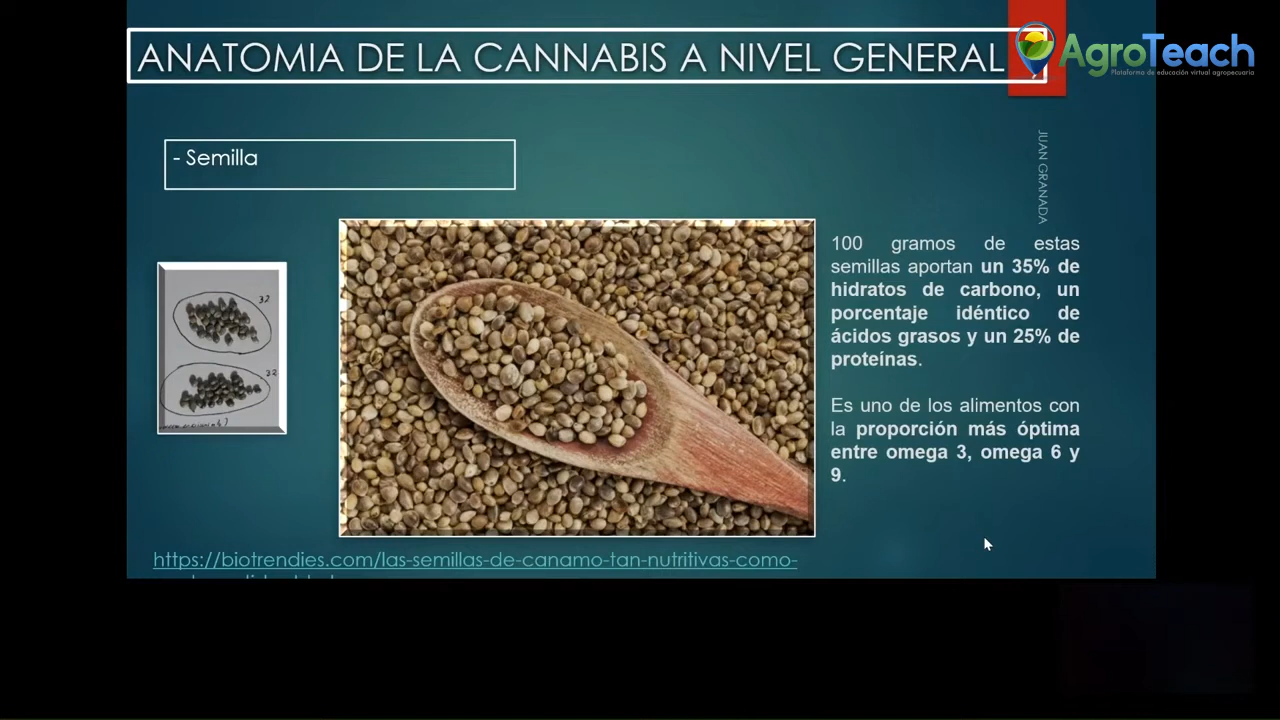 ANATOMIA DE LA CANNABIS A NIVEL GENERAL
AgroTeach
Plataforma de educación virtual agropecuaria
- Semilla
JUAN GRANADA
32
32
100 gramos de estas
semillas aportan un 35% de
hidratos de carbono, un
porcentaje idéntico de
ácidos grasos y un 25% de
proteínas.
Es uno de los alimentos con
la proporción más óptima
entre omega 3, omega 6 y
9.
https://biotrendies.com/las-semillas-de-canamo-tan-nutritivas-como-